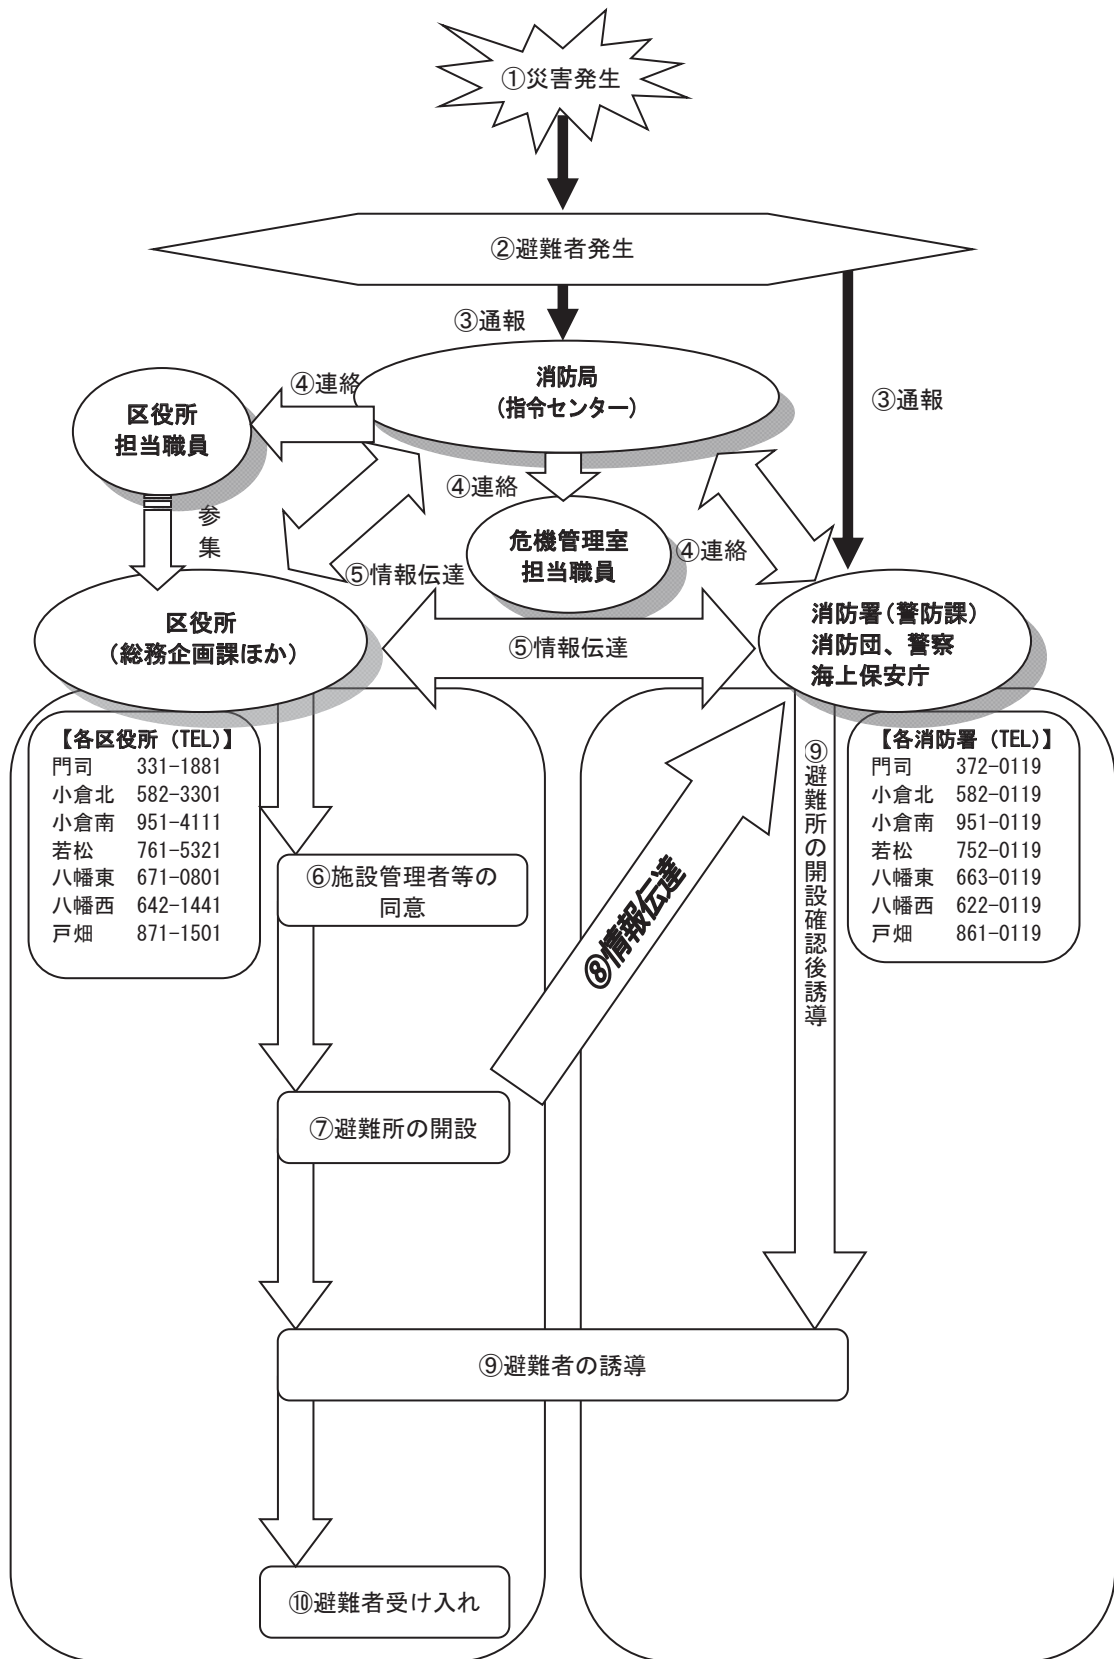 ①災害発生
②避難者発生
③通報
消防局
(指令センター)
④連絡
③通報
区役所
担当職員
④連絡
参
集
危機管理室
担当職員
④連絡
⑤情報伝達
区役所
(総務企画課ほか)
⑤情報伝達
消防署(警防課)
消防団、警察
海上保安庁
【各区役所 (TEL)】
門司 331-1881
小倉北 582-3301
小倉南 951-4111
若松 761-5321
八幡東 671-0801
八幡西 642-1441
戸畑 871-1501
【各消防署 (TEL)】
門司 372-0119
小倉北 582-0119
小倉南 951-0119
若松 752-0119
八幡東 663-0119
八幡西 622-0119
戸畑 861-0119
⑨避難所の開設確認後誘導
⑥施設管理者等の
同意
⑧情報伝達
⑦避難所の開設
⑨避難者の誘導
⑩避難者受け入れ